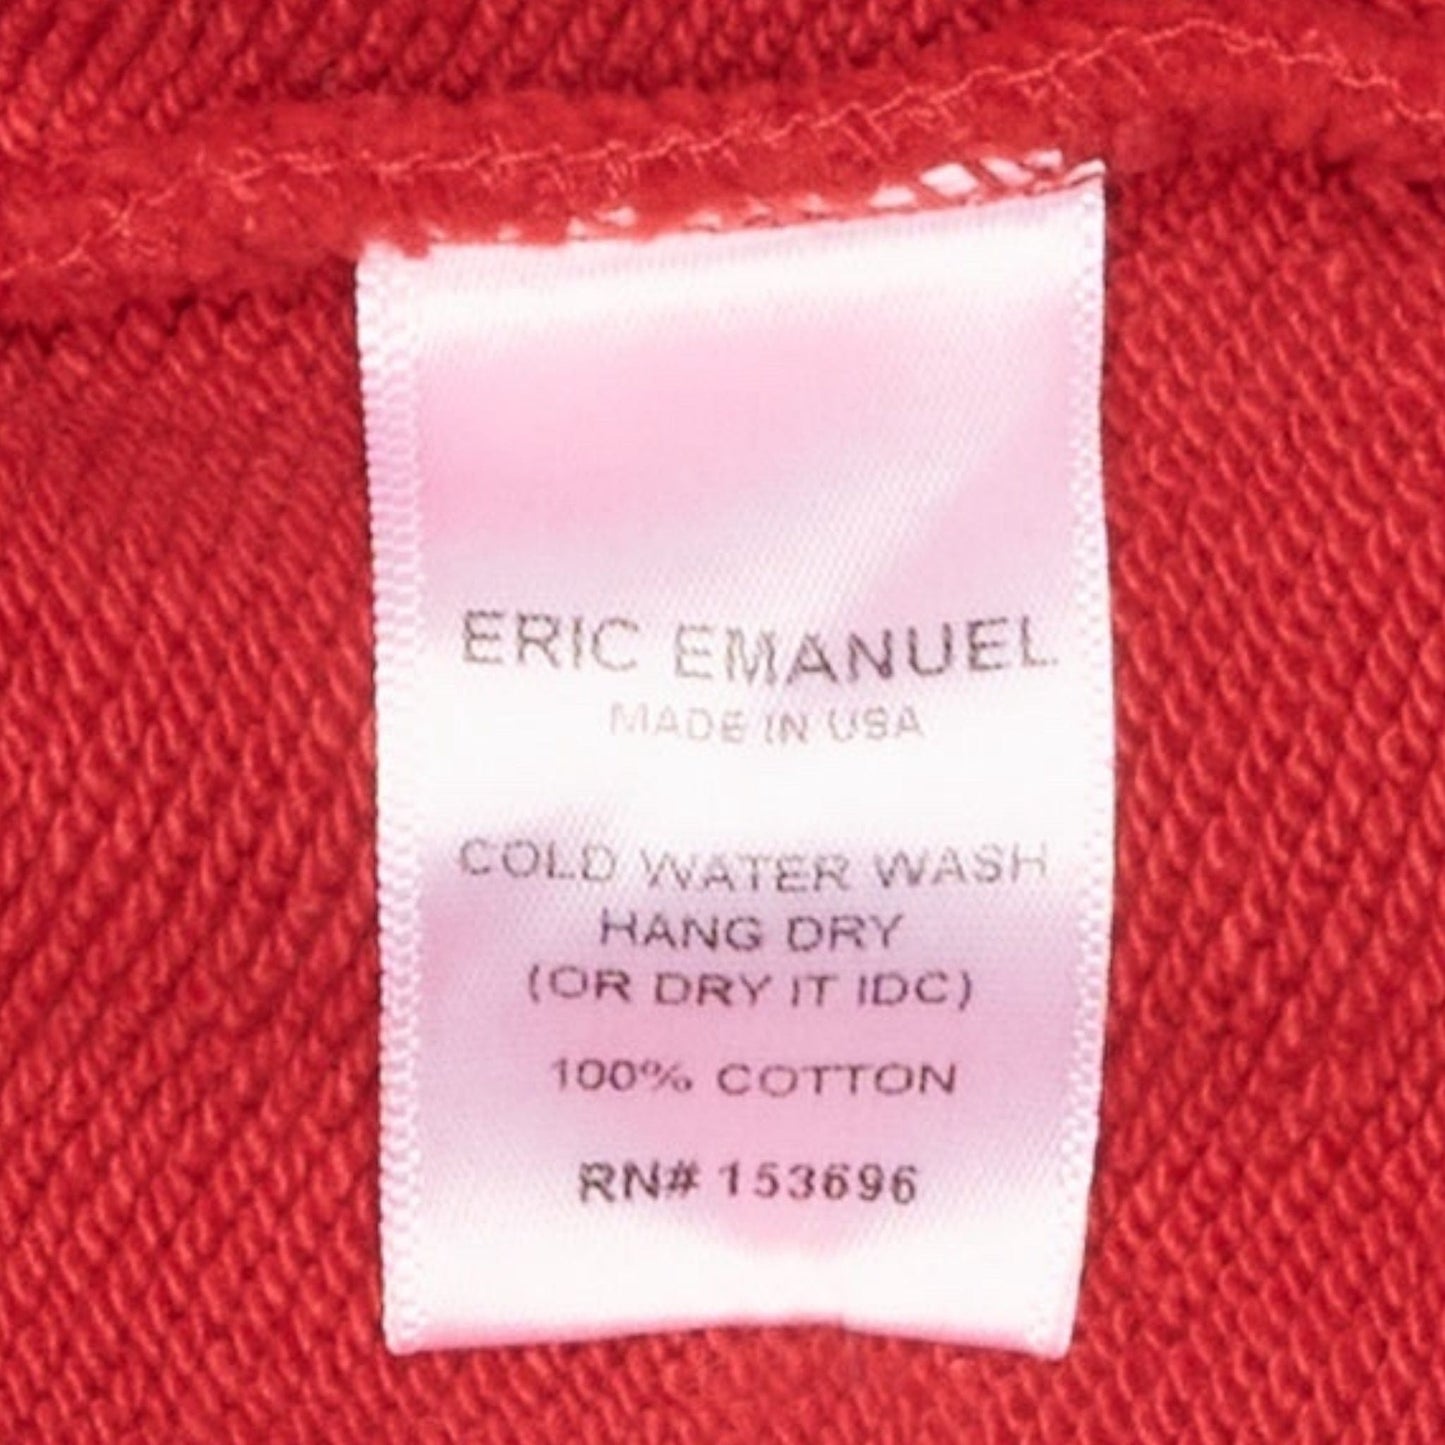 ERIC EMANUEL
MADE IN USA
COLD WATER WASH
HANG DRY
(OR DRY IT IDC)
100% COTTON
RN# 153696